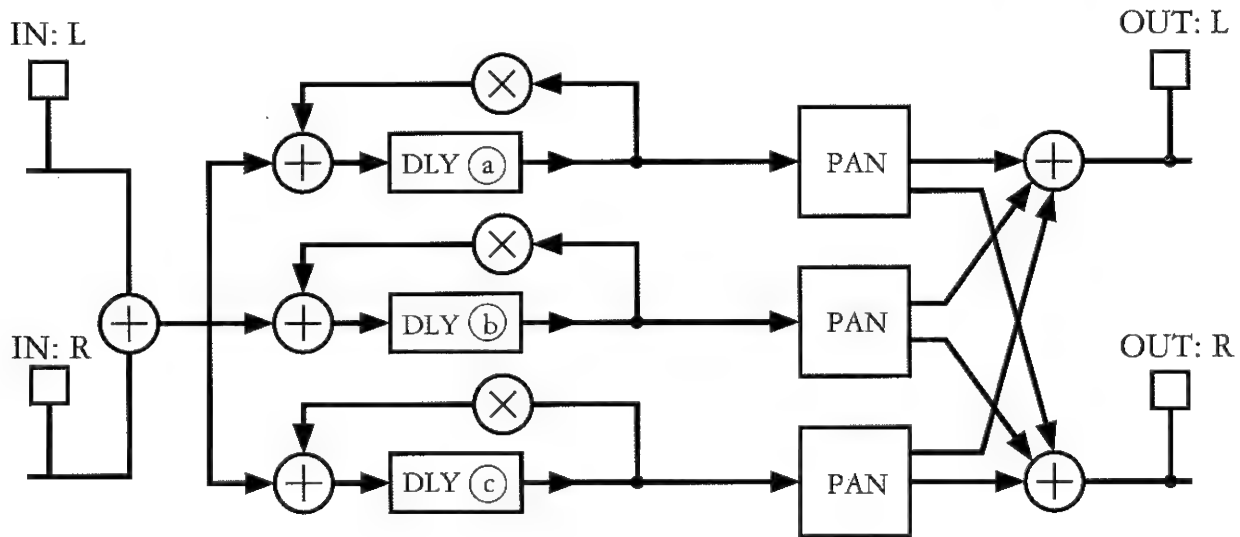 IN: L
OUT: L
DLY ⓐ
PAN
DLY ⓑ
PAN
IN: R
OUT: R
DLY ⓒ
PAN